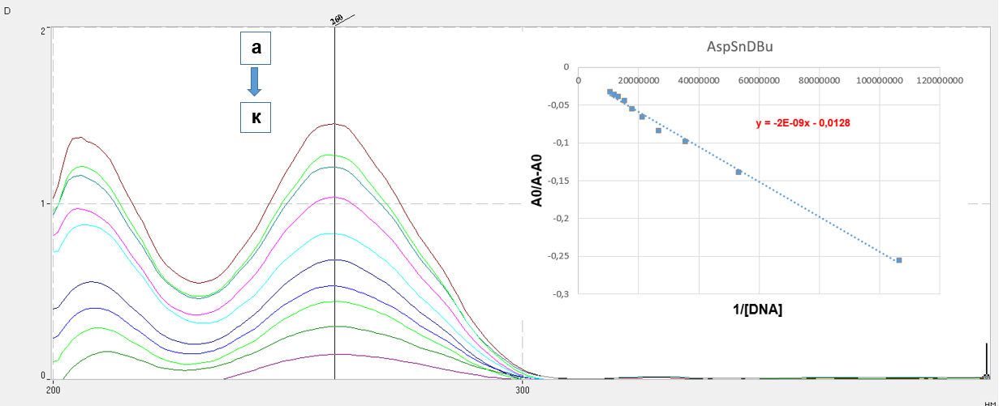 D
260
2
a
к
1
0
200
300
нм
AspSnDBu
0
0 20000000 40000000 60000000 80000000 100000000 120000000
-0,05
y = -2E-09x - 0,0128
-0,1
-0,15
-0,2
-0,25
-0,3
A0/A-A0
1/[DNA]